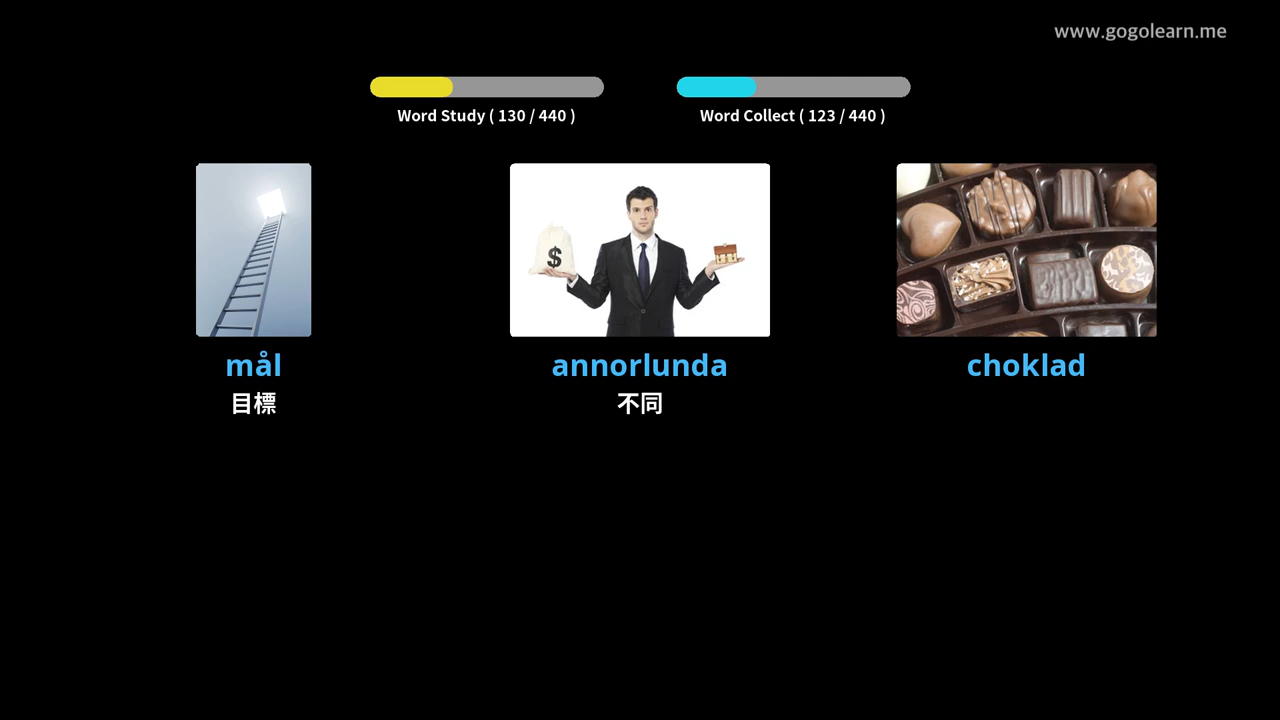 www.gogolearn.me
Word Study ( 130 / 440 )
Word Collect ( 123 / 440 )
$
mål
annorlunda
choklad
目標
不同